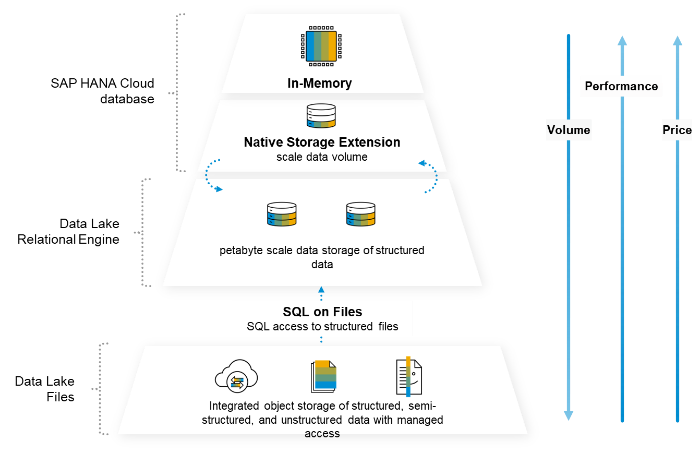 SAP HANA Cloud
database
In-Memory
Native Storage Extension
scale data volume
Data Lake
Relational Engine
petabyte scale data storage of structured
data
SQL on Files
SQL access to structured files
Data Lake
Files
Integrated object storage of structured, semi-
structured, and unstructured data with managed
access
Volume
Performance
Price